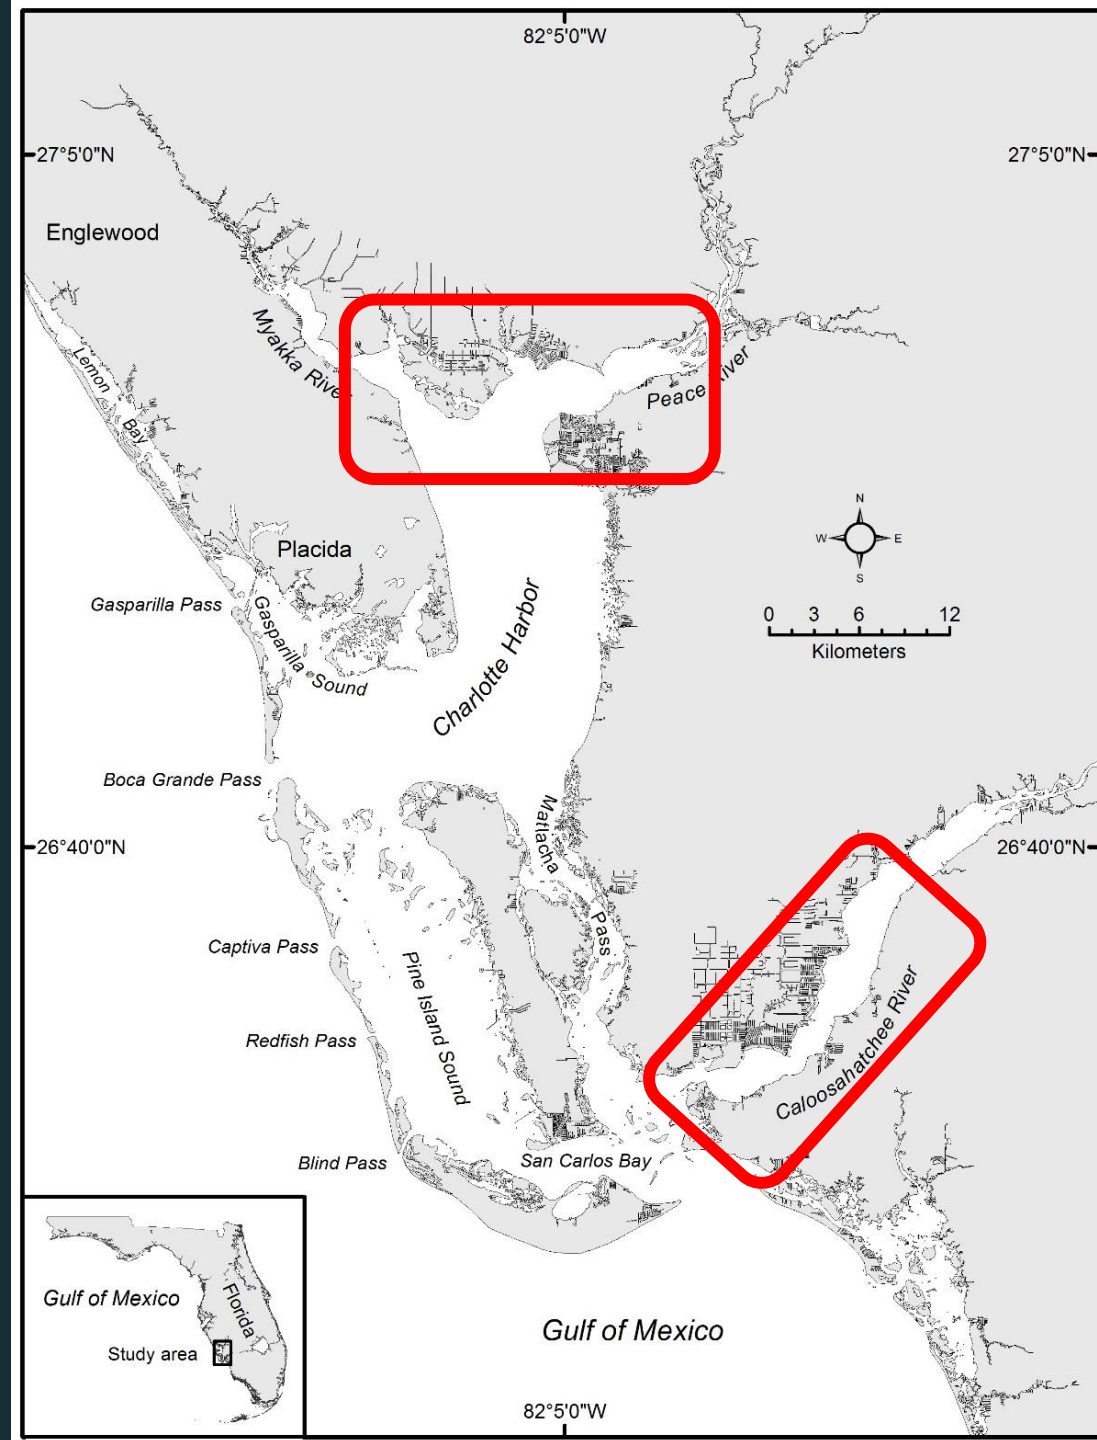 82°5'0"W
27°5'0"N
27°5'0"N
Englewood
Myakka River
Peace River
Lemon
Bay
N
W E
S
0 3 6 12
Kilometers
Placida
Gasparilla Pass
Gasparilla Sound
Charlotte Harbor
Boca Grande Pass
Matlacha
Pass
26°40'0"N
26°40'0"N
Captiva Pass
Pine Island Sound
Redfish Pass
Caloosahatchee River
Blind Pass
San Carlos Bay
Gulf of Mexico
Florida
Study area
Gulf of Mexico
82°5'0"W